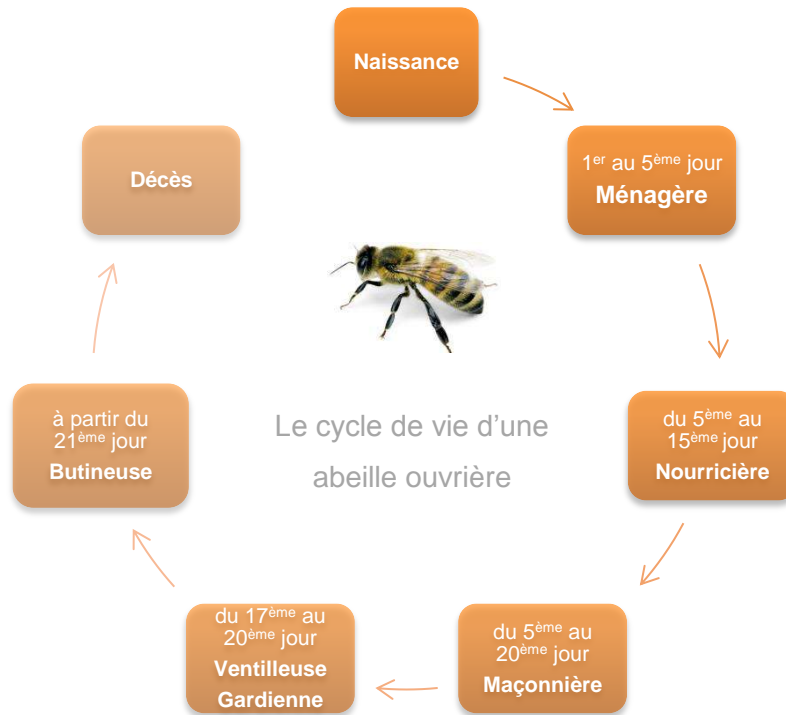 Naissance
1er au 5ème jour
Ménagère
du 5ème au
15ème jour
Nourricière
du 5ème au
20ème jour
Maçonnière
du 17ème au
20ème jour
Ventilleuse
Gardienne
à partir du
21ème jour
Butineuse
Décès
Le cycle de vie d'une
abeille ouvrière